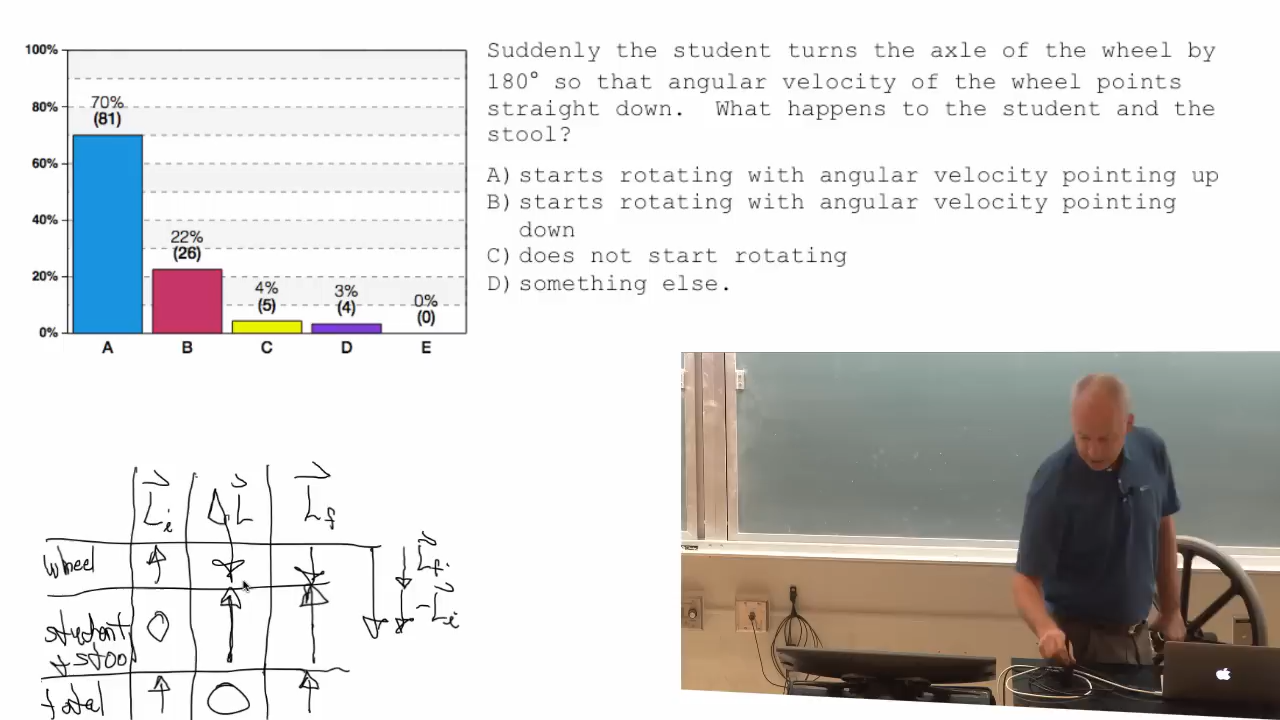 100%
80%
60%
40%
20%
0%
70%
(81)
22%
(26)
4%
(5)
3%
(4)
0%
(0)
A B C D E
Suddenly the student turns the axle of the wheel by
180° so that angular velocity of the wheel points
straight down. What happens to the student and the
stool?
A) starts rotating with angular velocity pointing up
B) starts rotating with angular velocity pointing
down
C) does not start rotating
D) something else.
L⃗i ΔL⃗ L⃗f
wheel
L⃗f
student 0
-L⃗i
+ stool
total 0